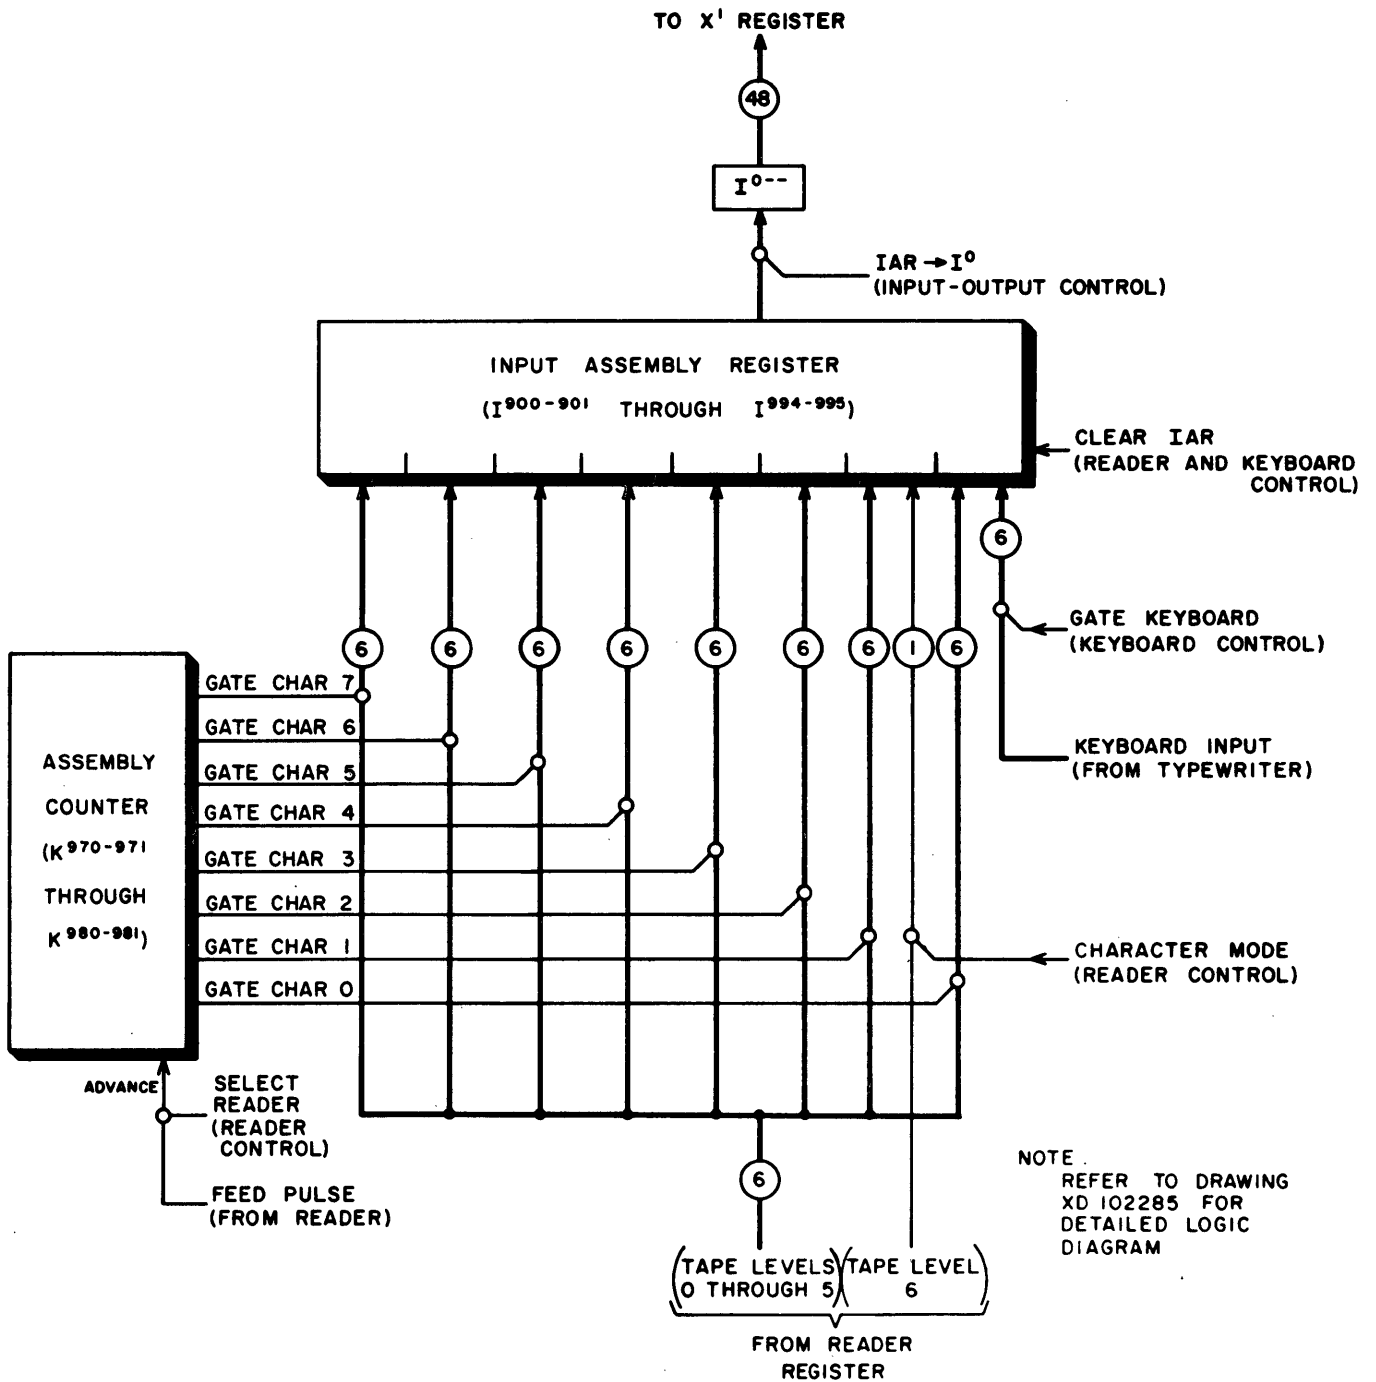 TO X¹ REGISTER
48
I⁰⁻⁻
IAR→I⁰
(INPUT-OUTPUT CONTROL)
INPUT ASSEMBLY REGISTER
(I⁹⁰⁰⁻⁹⁰¹ THROUGH I⁹⁹⁴⁻⁹⁹⁵)
CLEAR IAR
(READER AND KEYBOARD
CONTROL)
6
GATE KEYBOARD
(KEYBOARD CONTROL)
6 6 6 6 6 6 6 1 6
KEYBOARD INPUT
(FROM TYPEWRITER)
GATE CHAR 7
GATE CHAR 6
GATE CHAR 5
GATE CHAR 4
GATE CHAR 3
GATE CHAR 2
GATE CHAR 1
GATE CHAR 0
ASSEMBLY
COUNTER
(K⁹⁷⁰⁻⁹⁷¹
THROUGH
K⁹⁸⁰⁻⁹⁸¹)
CHARACTER MODE
(READER CONTROL)
ADVANCE
SELECT
READER
(READER
CONTROL)
FEED PULSE
(FROM READER)
6
(TAPE LEVELS
0 THROUGH 5)
(TAPE LEVEL
6)
FROM READER
REGISTER
NOTE.
REFER TO DRAWING
XD 102285 FOR
DETAILED LOGIC
DIAGRAM